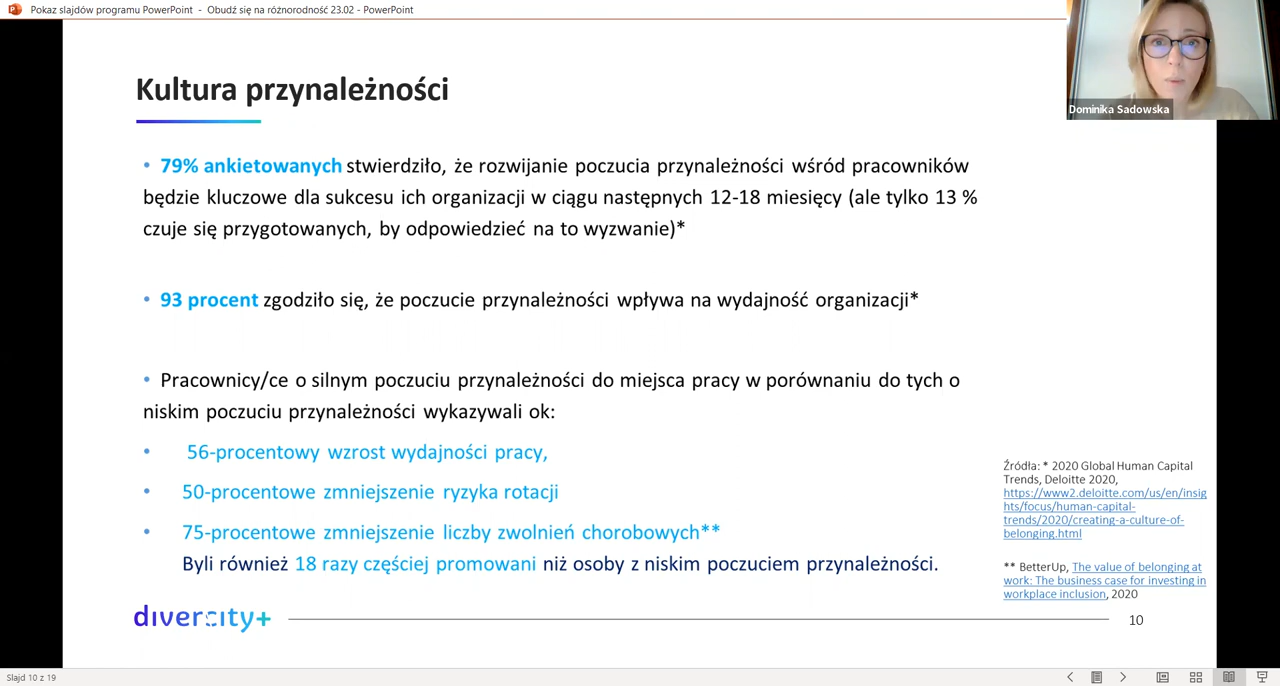 Pokaz slajdów programu PowerPoint - Obudź się na różnorodność 23.02 - PowerPoint
Dominika Sadowska
Kultura przynależności
• 79% ankietowanych stwierdziło, że rozwijanie poczucia przynależności wśród pracowników
będzie kluczowe dla sukcesu ich organizacji w ciągu następnych 12-18 miesięcy (ale tylko 13 %
czuje się przygotowanych, by odpowiedzieć na to wyzwanie)*
• 93 procent zgodziło się, że poczucie przynależności wpływa na wydajność organizacji*
• Pracownicy/ce o silnym poczuciu przynależności do miejsca pracy w porównaniu do tych o
niskim poczuciu przynależności wykazywali ok:
• 56-procentowy wzrost wydajności pracy,
• 50-procentowe zmniejszenie ryzyka rotacji
• 75-procentowe zmniejszenie liczby zwolnień chorobowych**
Byli również 18 razy częściej promowani niż osoby z niskim poczuciem przynależności.
Źródła: * 2020 Global Human Capital
Trends, Deloitte 2020,
https://www2.deloitte.com/us/en/insig
hts/focus/human-capital-
trends/2020/creating-a-culture-of-
belonging.html
** BetterUp, The value of belonging at
work: The business case for investing in
workplace inclusion, 2020
divercity+
10
Slajd 10 z 19